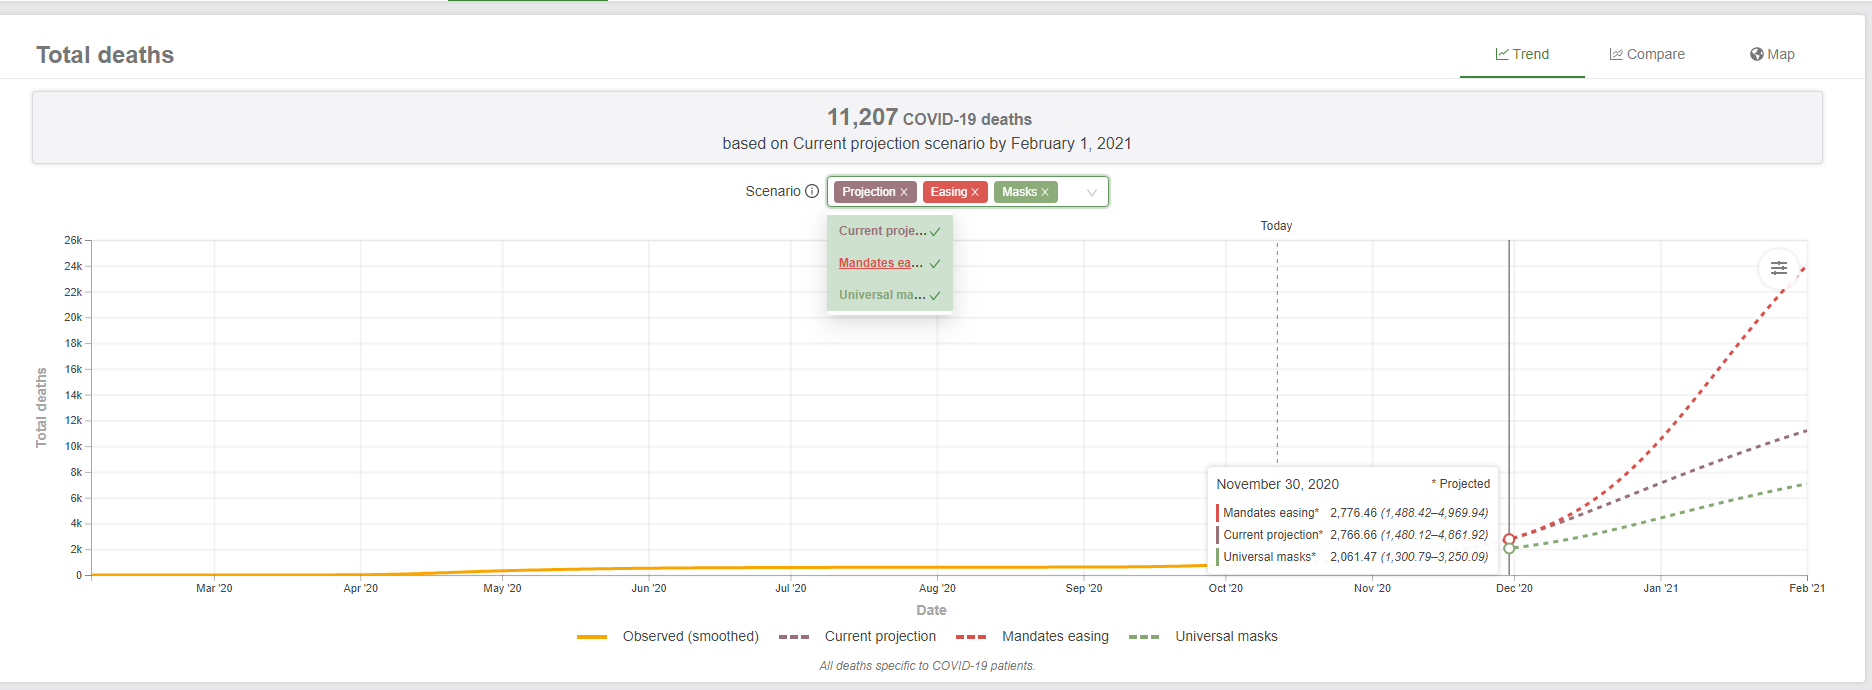 Total deaths
Trend
Compare
Map
11,207 COVID-19 deaths
based on Current projection scenario by February 1, 2021
Scenario
Projection
Easing
Masks
Current proje...
Mandates ea...
Universal ma...
Today
26k
24k
22k
20k
18k
16k
14k
12k
10k
8k
6k
4k
2k
0
Total deaths
November 30, 2020 * Projected
Mandates easing* 2,776.46 (1,488.42–4,969.94)
Current projection* 2,766.66 (1,480.12–4,861.92)
Universal masks* 2,061.47 (1,300.79–3,250.09)
Mar '20 Apr '20 May '20 Jun '20 Jul '20 Aug '20 Sep '20 Oct '20 Nov '20 Dec '20 Jan '21 Feb '21
Date
Observed (smoothed) Current projection Mandates easing Universal masks
All deaths specific to COVID-19 patients.